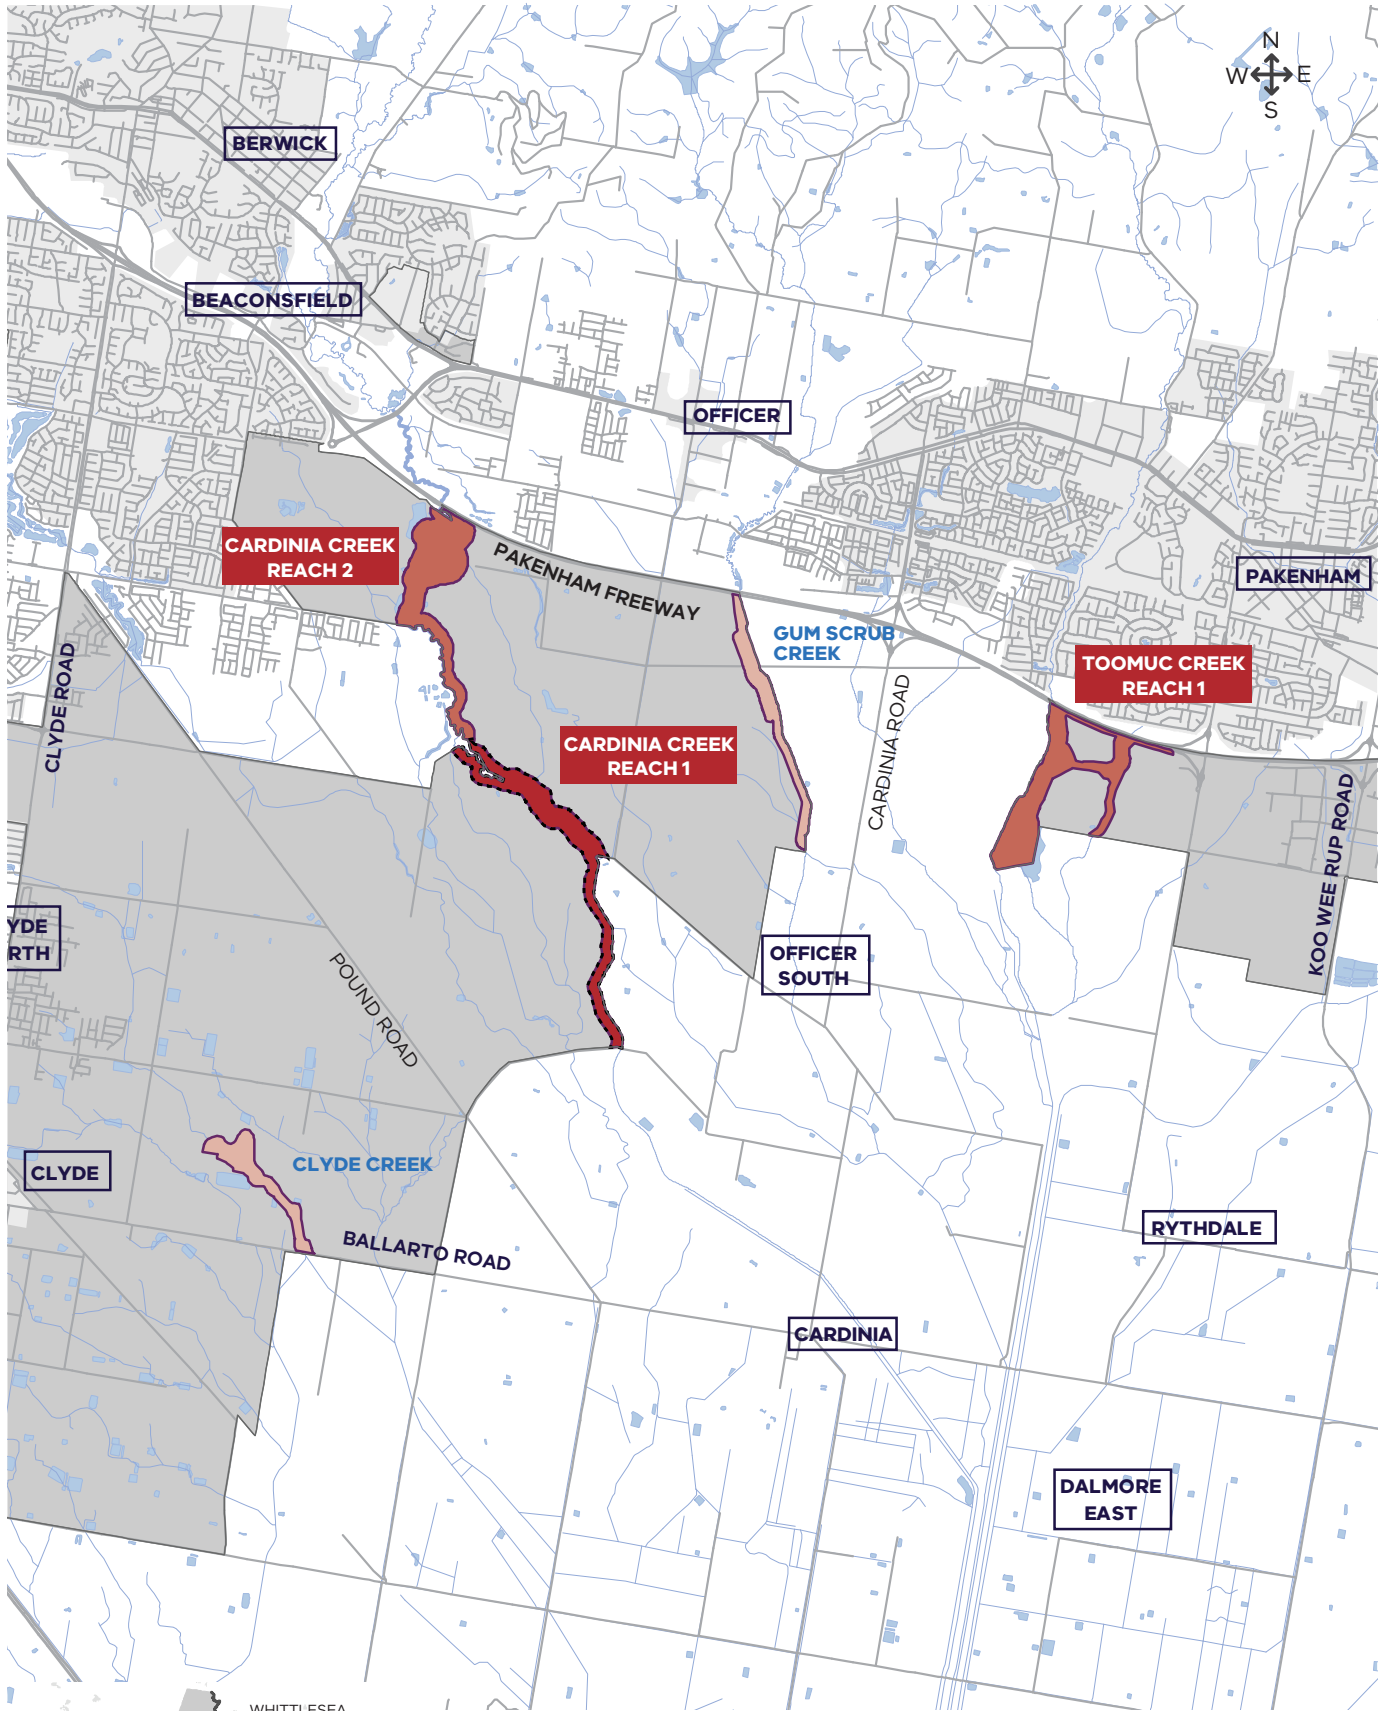 N
W E
S
BERWICK
BEACONSFIELD
OFFICER
CARDINIA CREEK
REACH 2
PAKENHAM FREEWAY
PAKENHAM
GUM SCRUB
CREEK
TOOMUC CREEK
REACH 1
CLYDE ROAD
CARDINIA CREEK
REACH 1
CARDINIA ROAD
KOO WEE RUP ROAD
YDE
RTH
OFFICER
SOUTH
POUND ROAD
CLYDE
CLYDE CREEK
BALLARTO ROAD
RYTHDALE
CARDINIA
DALMORE
EAST
WHITTLESEA